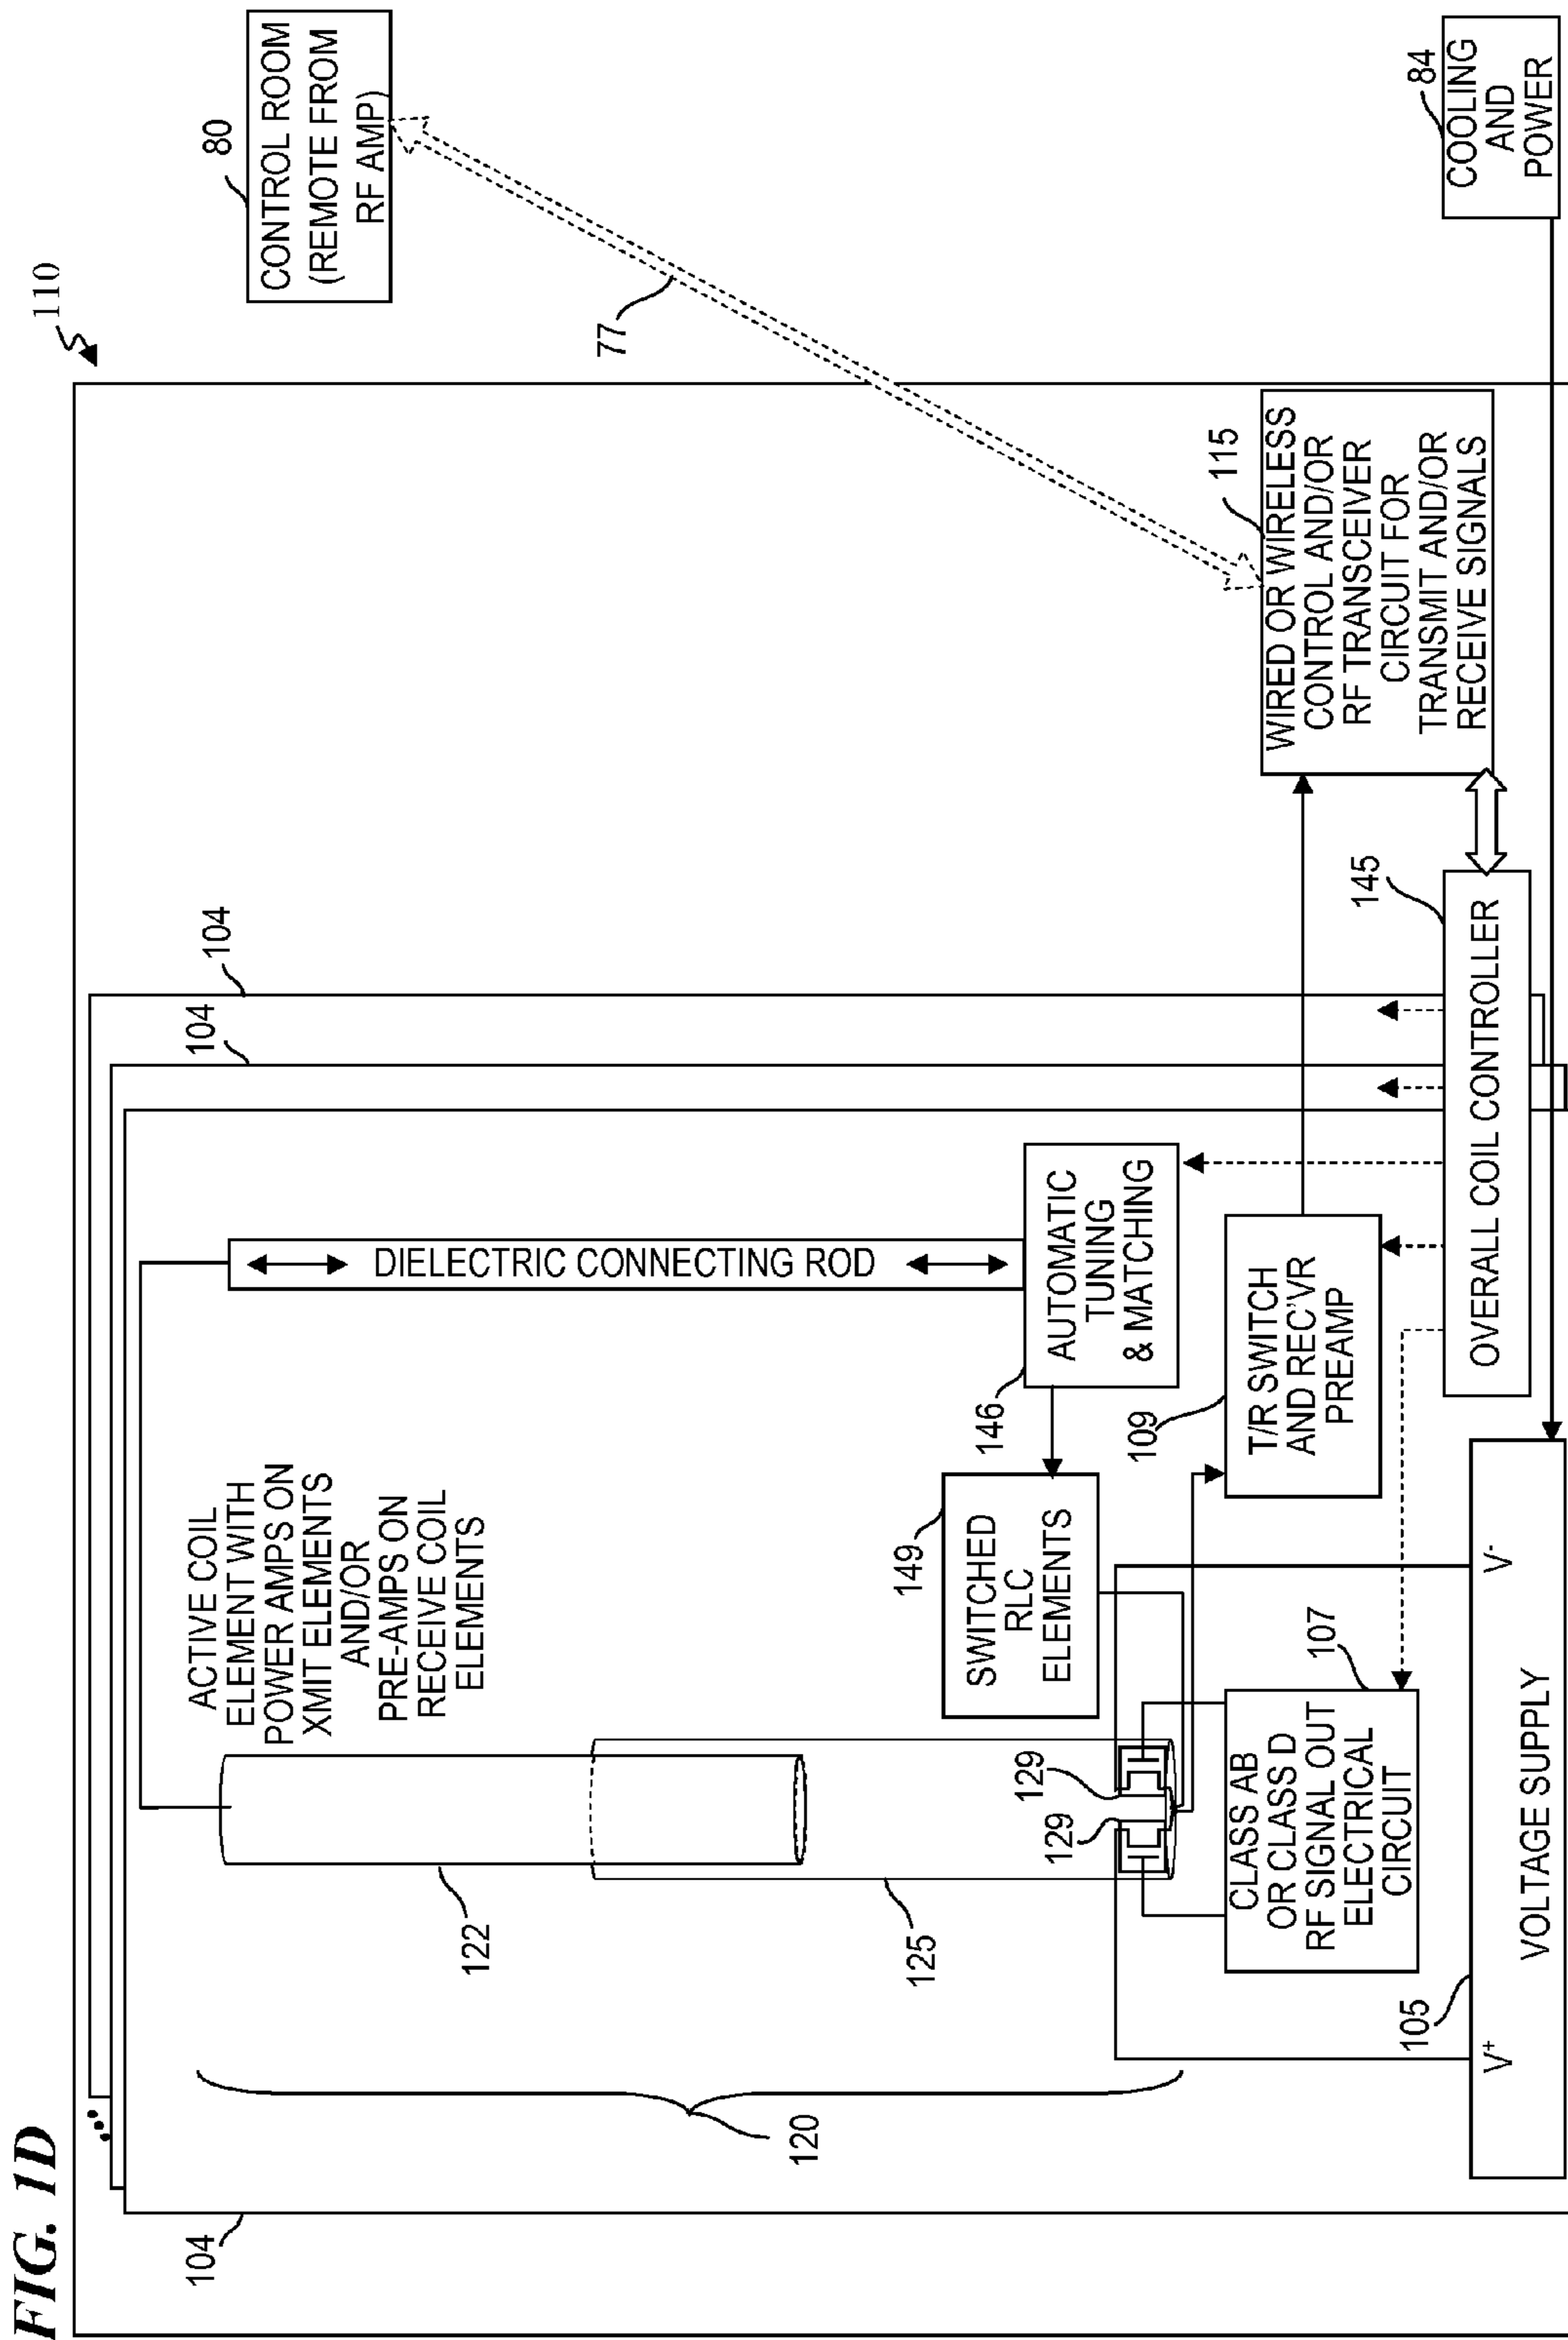 FIG. 1D
110
104
104
104
ACTIVE COIL
ELEMENT WITH
POWER AMPS ON
XMIT ELEMENTS
AND/OR
PRE-AMPS ON
RECEIVE COIL
ELEMENTS
122
125
120
129
129
DIELECTRIC CONNECTING ROD
AUTOMATIC
TUNING
& MATCHING
146
149
SWITCHED
RLC
ELEMENTS
109
T/R SWITCH
AND REC'VR
PREAMP
107
CLASS AB
OR CLASS D
RF SIGNAL OUT
ELECTRICAL
CIRCUIT
105
V+
V-
VOLTAGE SUPPLY
145
OVERALL COIL CONTROLLER
115
WIRED OR WIRELESS
CONTROL AND/OR
RF TRANSCEIVER
CIRCUIT FOR
TRANSMIT AND/OR
RECEIVE SIGNALS
77
80
CONTROL ROOM
(REMOTE FROM
RF AMP)
84
COOLING
AND
POWER